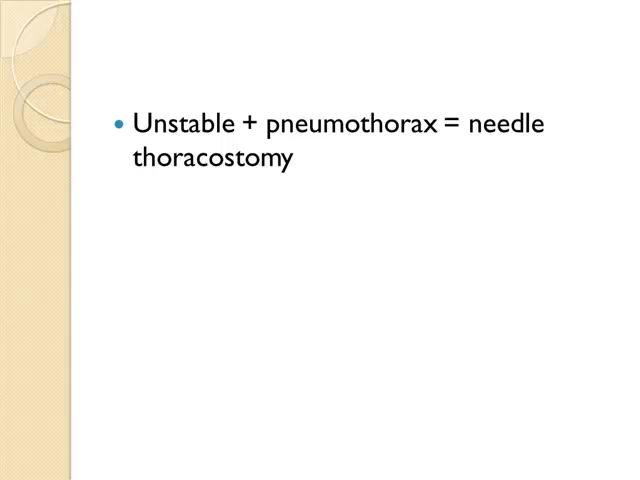 Unstable + pneumothorax = needle
thoracostomy